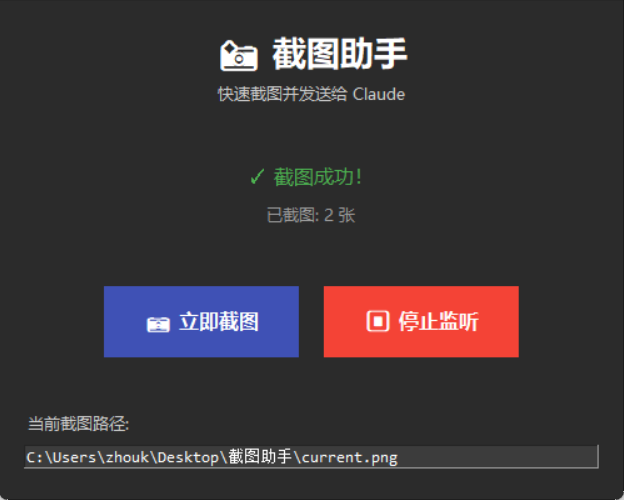 截图助手
快速截图并发送给 Claude
✓ 截图成功!
已截图: 2 张
立即截图
停止监听
当前截图路径:
C:\Users\zhouk\Desktop\截图助手\current.png